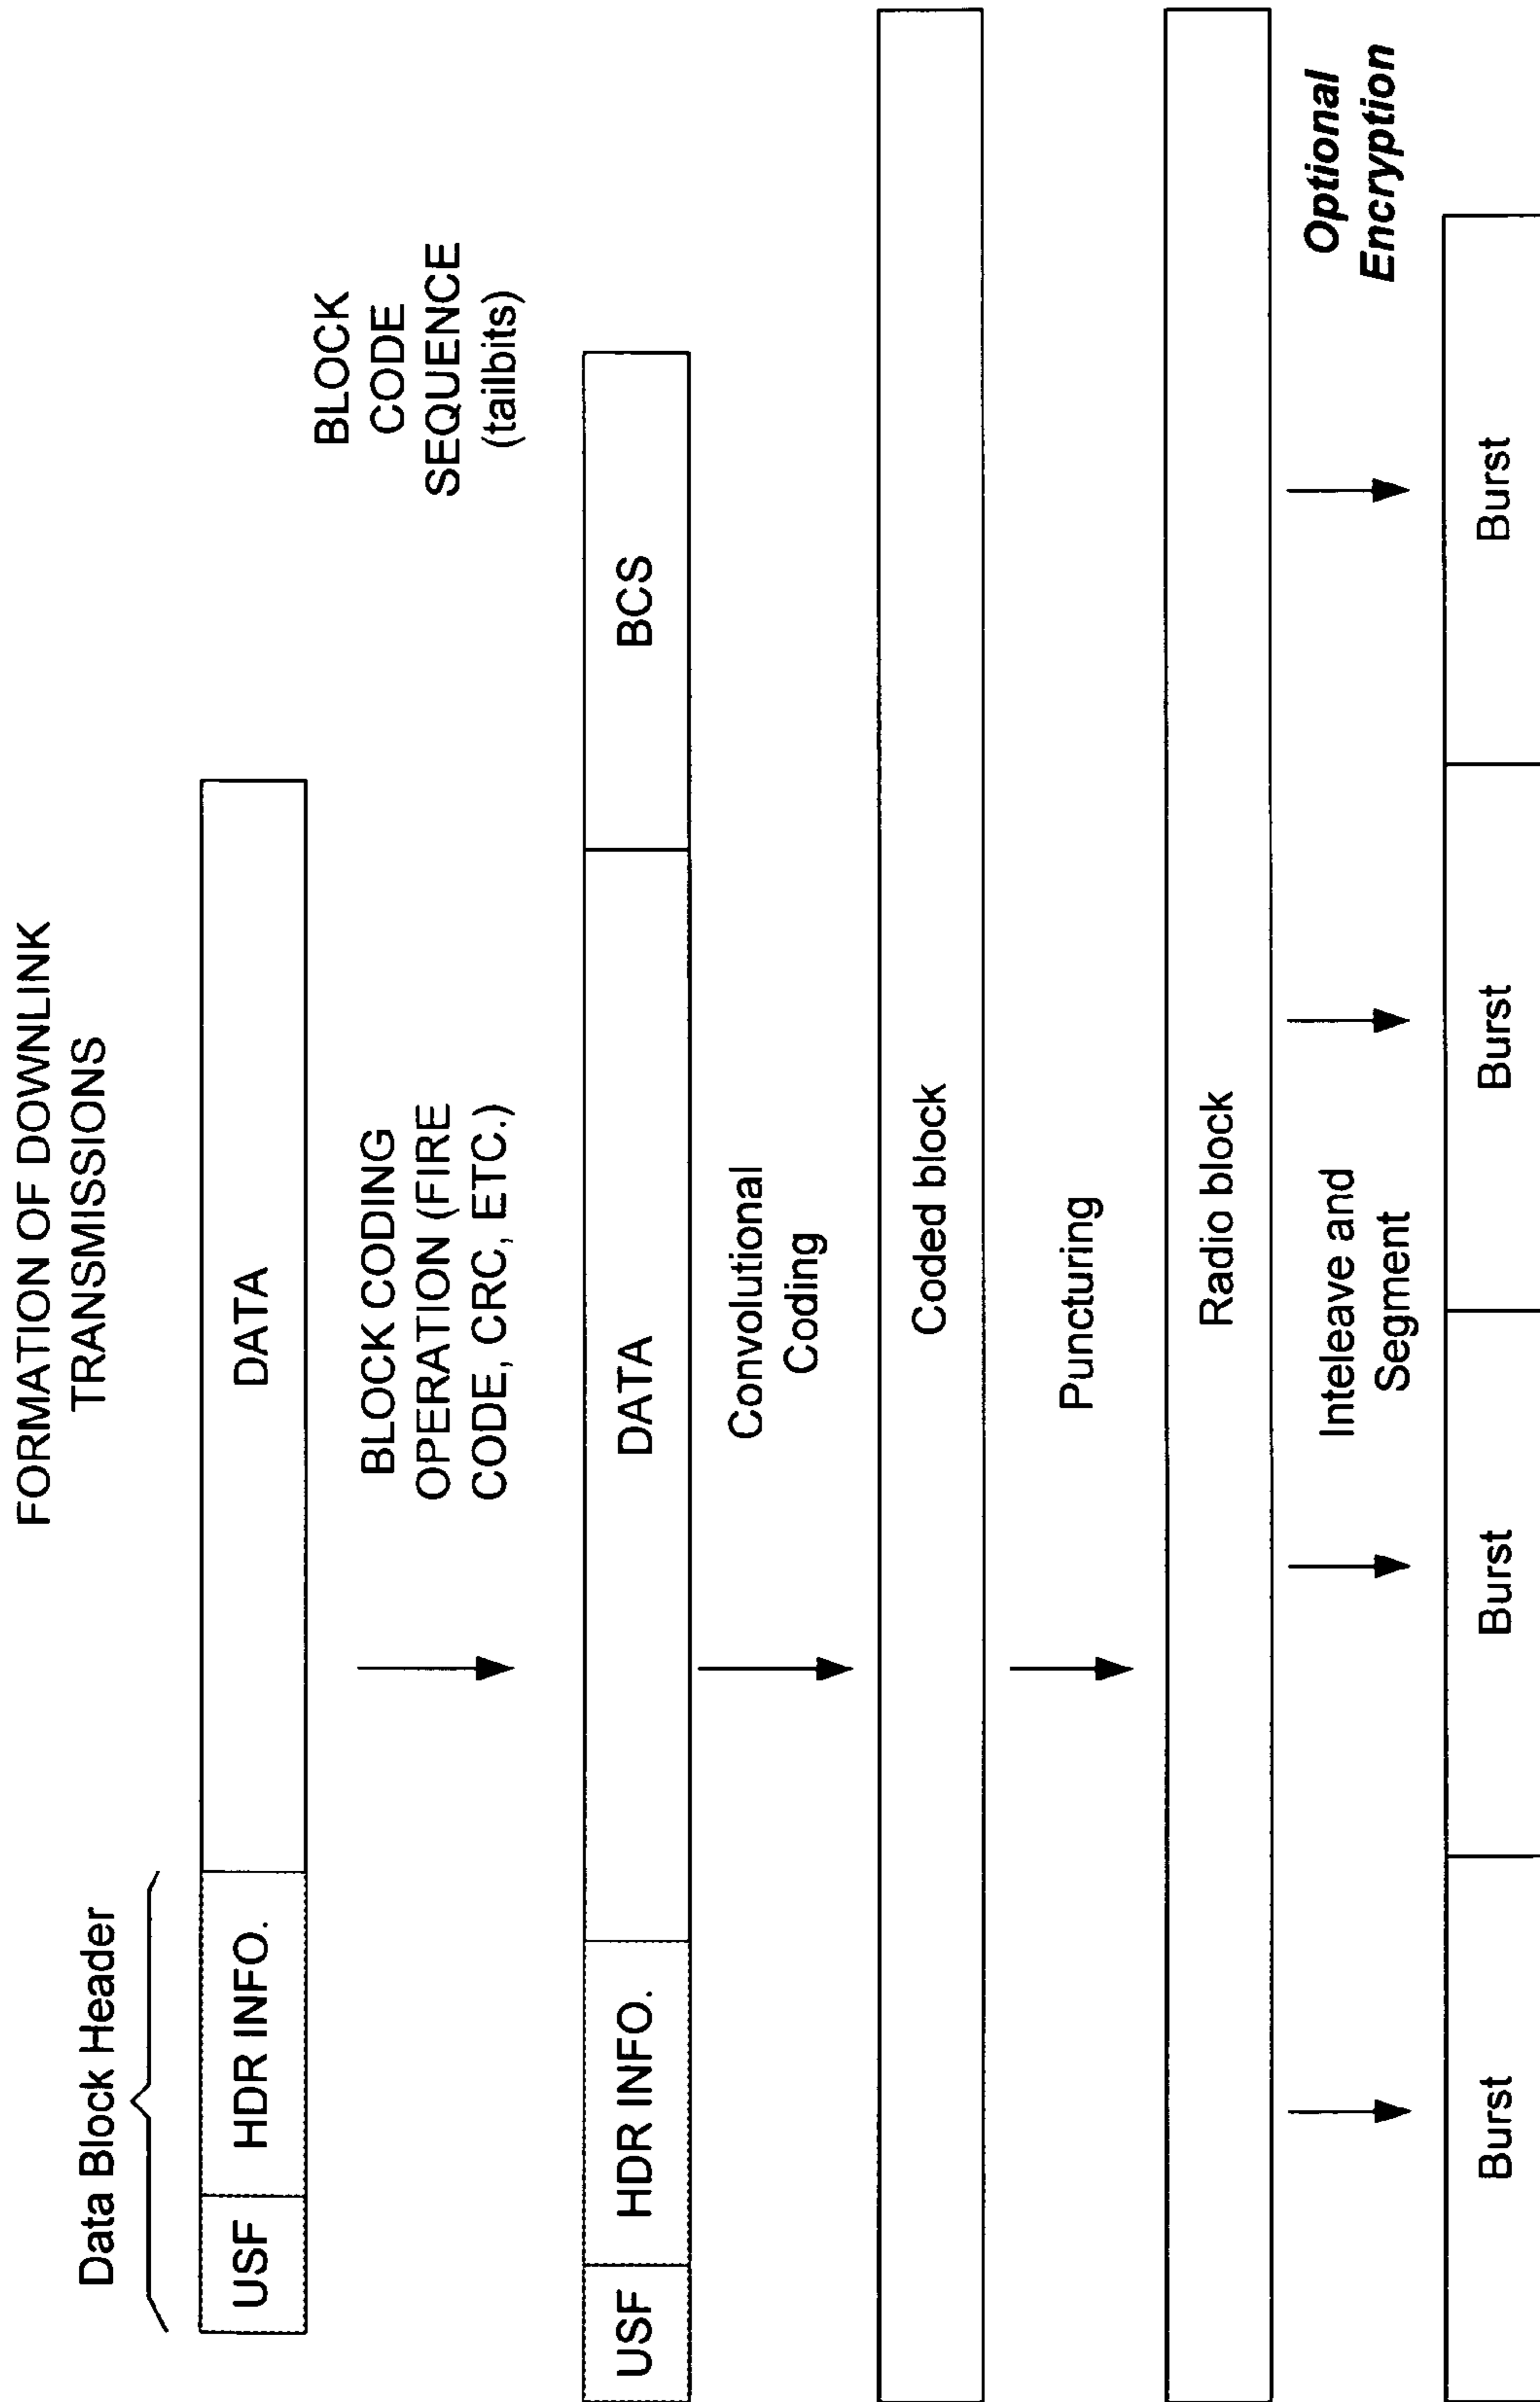 FORMATION OF DOWNLINK
TRANSMISSIONS
Data Block Header
USF
HDR INFO.
DATA
BLOCK CODING
OPERATION (FIRE
CODE, CRC, ETC.)
BLOCK
CODE
SEQUENCE
(tailbits)
USF
HDR INFO.
DATA
BCS
Convolutional
Coding
Coded block
Puncturing
Radio block
Inteleave and
Segment
Optional
Encryption
Burst
Burst
Burst
Burst